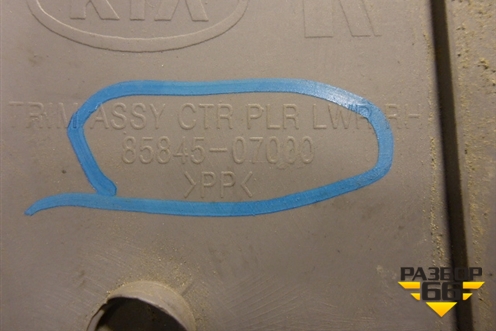 KIA R
TRIM ASSY CTR PLR LWR RH
85845-07000
>PP<
РАЗБОР
66